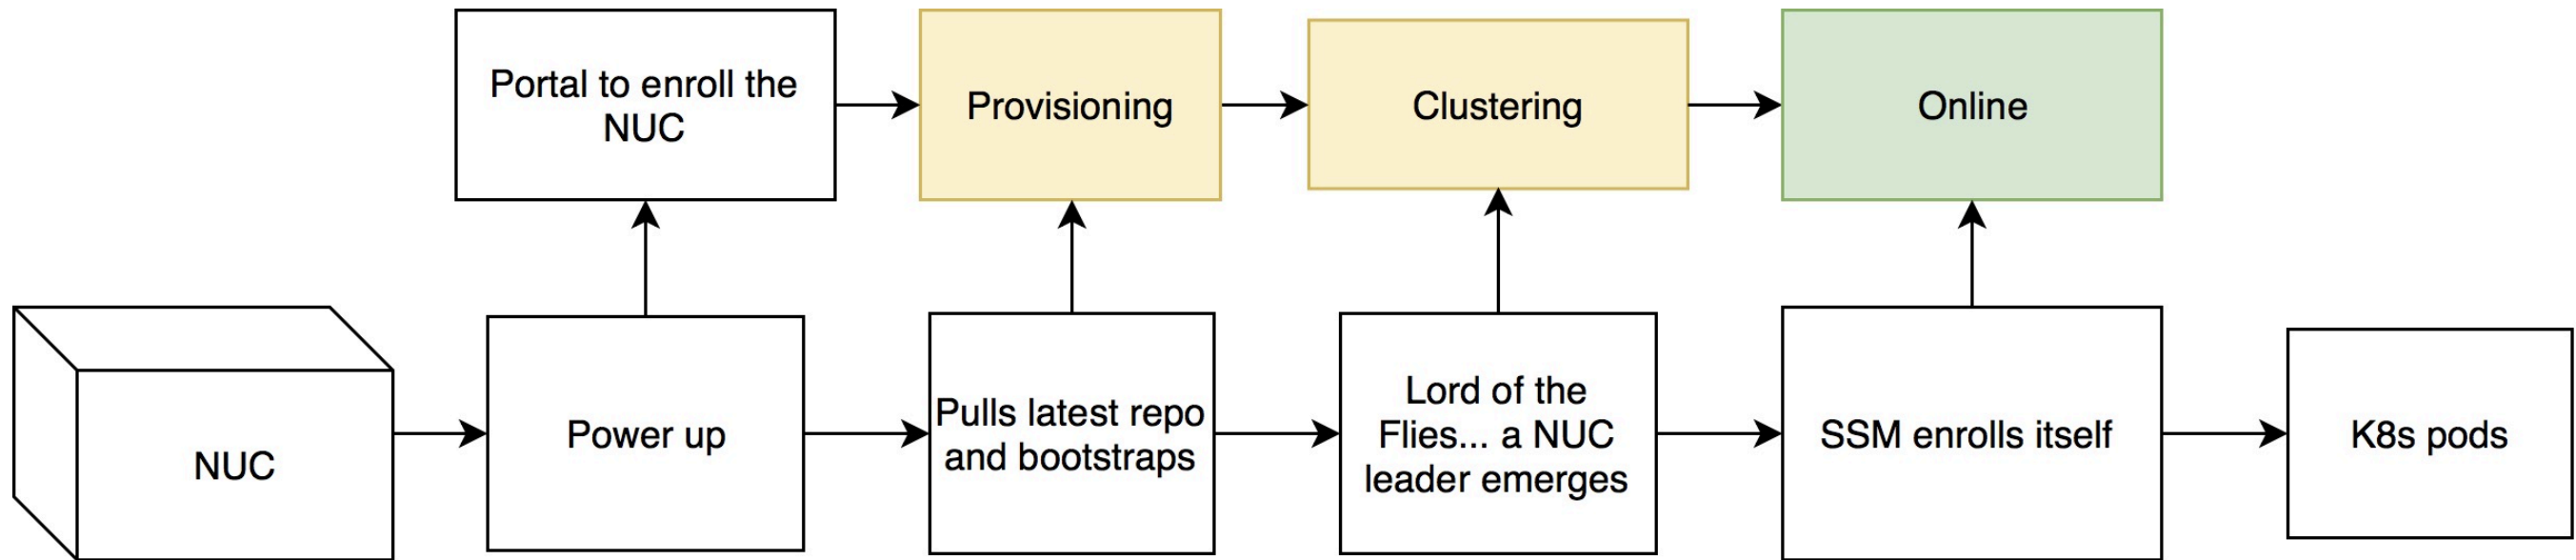 Portal to enroll the
NUC
Provisioning
Clustering
Online
NUC
Power up
Pulls latest repo
and bootstraps
Lord of the
Flies... a NUC
leader emerges
SSM enrolls itself
K8s pods